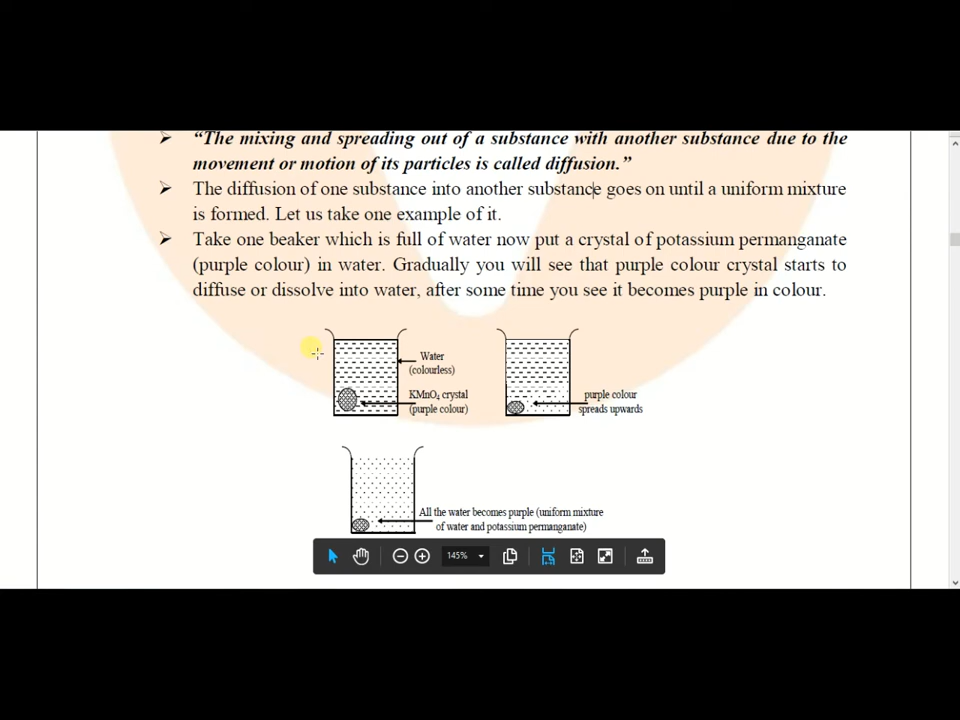 ➢ “The mixing and spreading out of a substance with another substance due to the
movement or motion of its particles is called diffusion.”
➢ The diffusion of one substance into another substance goes on until a uniform mixture
is formed. Let us take one example of it.
➢ Take one beaker which is full of water now put a crystal of potassium permanganate
(purple colour) in water. Gradually you will see that purple colour crystal starts to
diffuse or dissolve into water, after some time you see it becomes purple in colour.
Water
(colourless)
KMnO₄ crystal
(purple colour)
purple colour
spreads upwards
All the water becomes purple (uniform mixture
of water and potassium permanganate)
145%